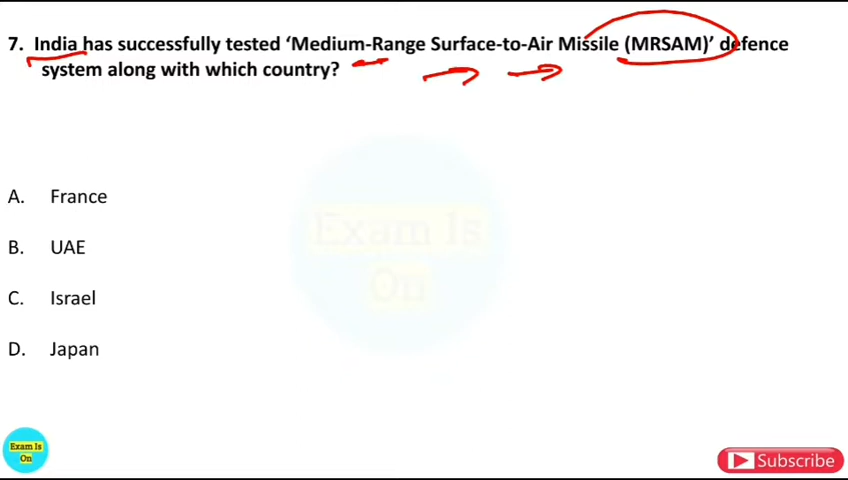 7. India has successfully tested ‘Medium-Range Surface-to-Air Missile (MRSAM)’ defence
system along with which country?
A. France
Exam Is
B. UAE
On
C. Israel
D. Japan
Exam Is
On
Subscribe